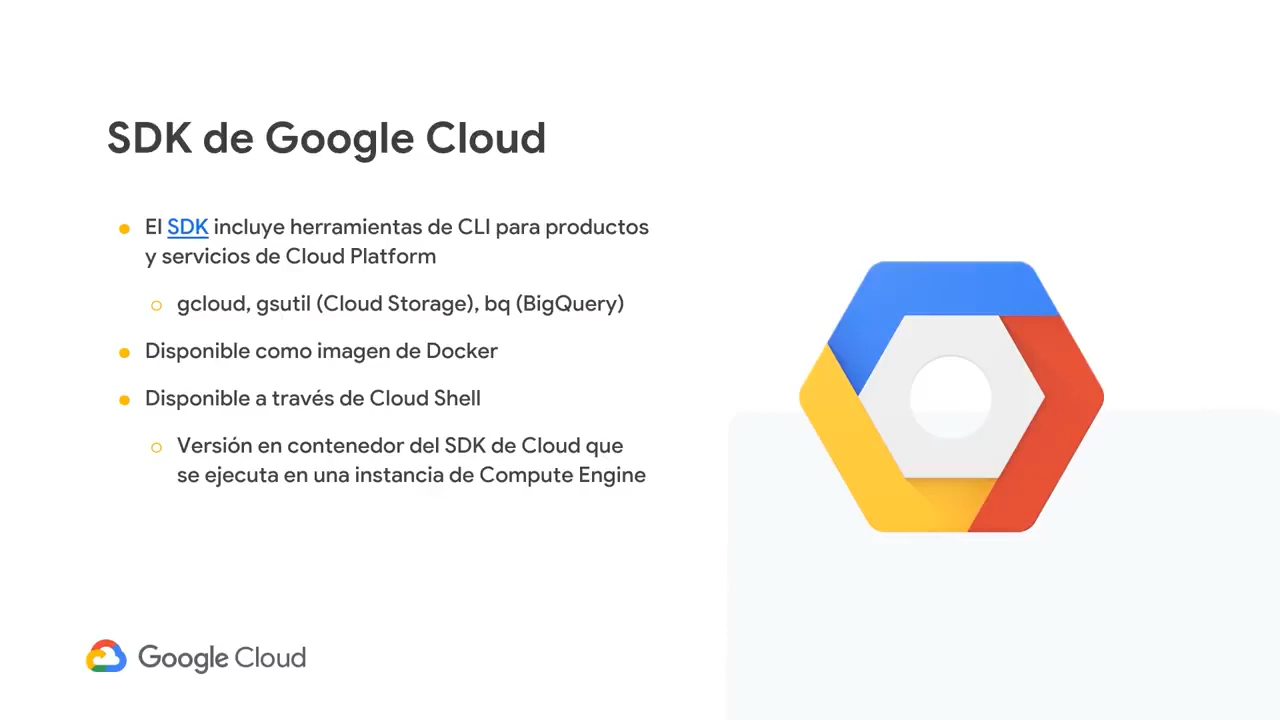 SDK de Google Cloud
El SDK incluye herramientas de CLI para productos
y servicios de Cloud Platform
gcloud, gsutil (Cloud Storage), bq (BigQuery)
Disponible como imagen de Docker
Disponible a través de Cloud Shell
Versión en contenedor del SDK de Cloud que
se ejecuta en una instancia de Compute Engine
Google Cloud